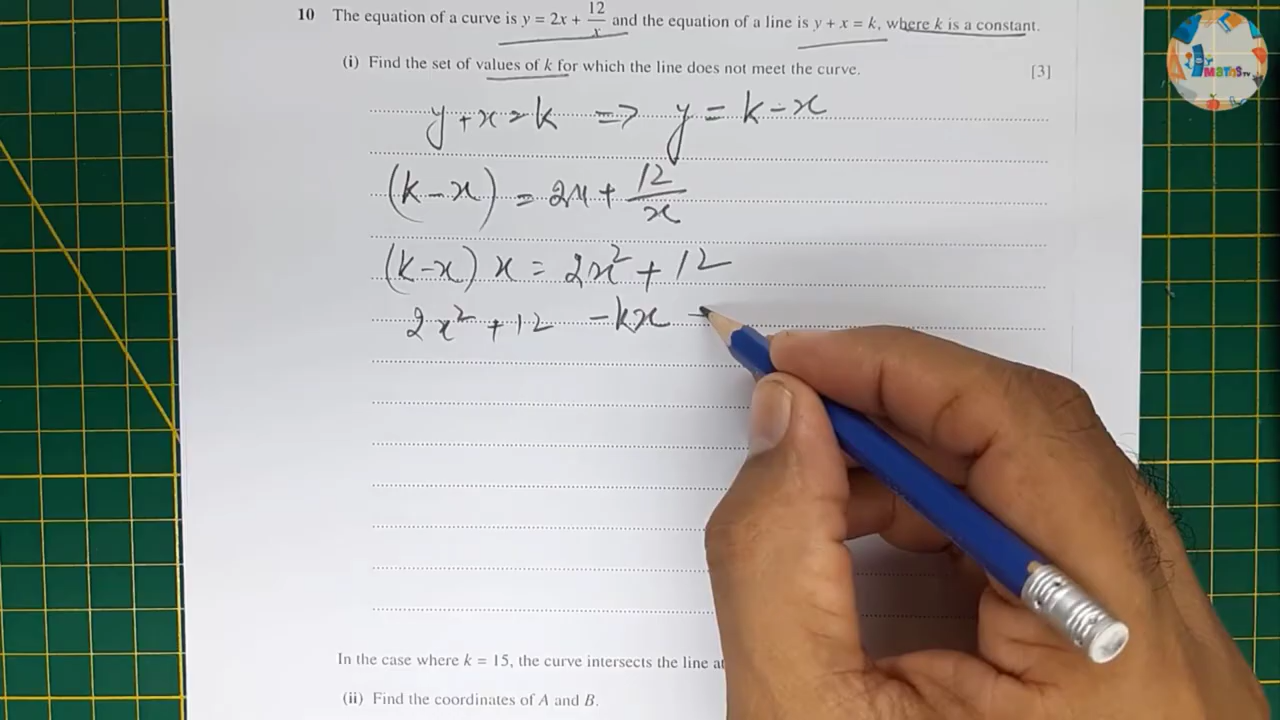 10 The equation of a curve is y = 2x + 12/x and the equation of a line is y + x = k, where k is a constant.
(i) Find the set of values of k for which the line does not meet the curve. [3]
y + x = k => y = k - x
(k - x) = 2x + 12/x
(k - x) x = 2x² + 12
2x² + 12 - kx -
In the case where k = 15, the curve intersects the line at
(ii) Find the coordinates of A and B.
MATHS TV